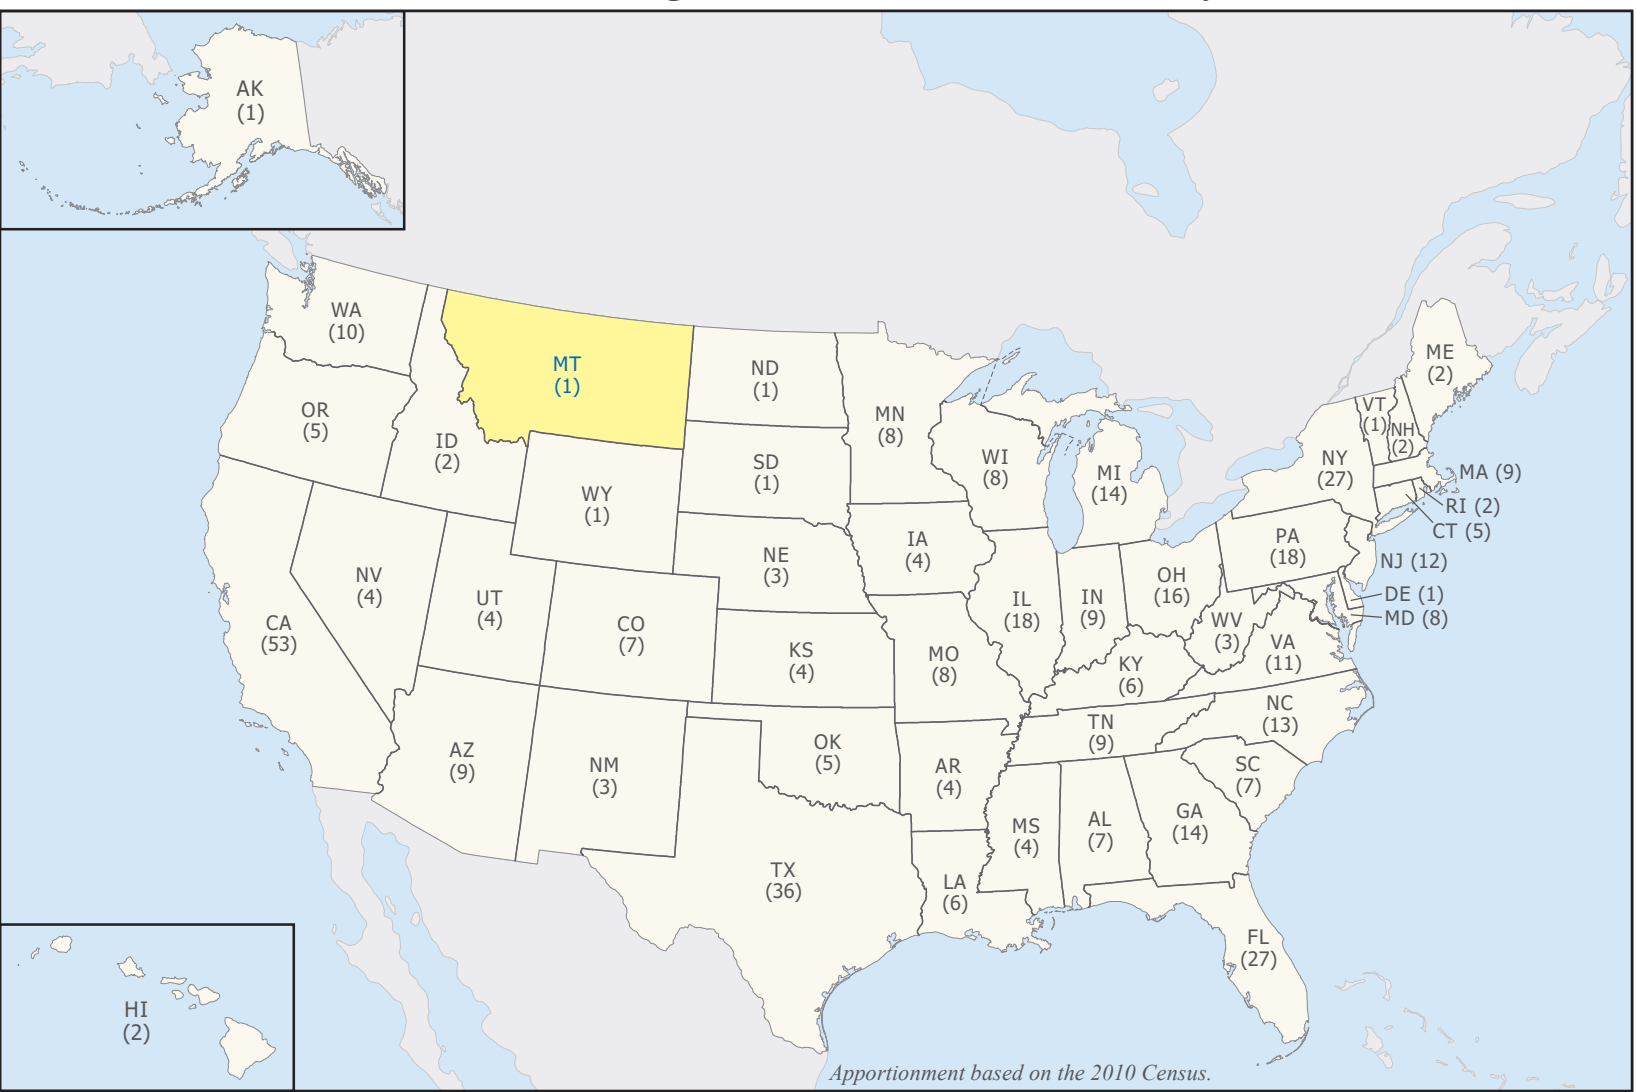 AK
(1)
WA
(10)
MT
(1)
ND
(1)
ME
(2)
OR
(5)
ID
(2)
MN
(8)
VT
(1)
NH
(2)
SD
(1)
WI
(8)
MI
(14)
NY
(27)
MA (9)
WY
(1)
RI (2)
CT (5)
NE
(3)
IA
(4)
PA
(18)
NJ (12)
NV
(4)
UT
(4)
IL
(18)
IN
(9)
OH
(16)
DE (1)
MD (8)
CA
(53)
CO
(7)
KS
(4)
MO
(8)
WV
(3)
VA
(11)
KY
(6)
NC
(13)
AZ
(9)
NM
(3)
OK
(5)
AR
(4)
TN
(9)
SC
(7)
MS
(4)
AL
(7)
GA
(14)
TX
(36)
LA
(6)
FL
(27)
HI
(2)
Apportionment based on the 2010 Census.